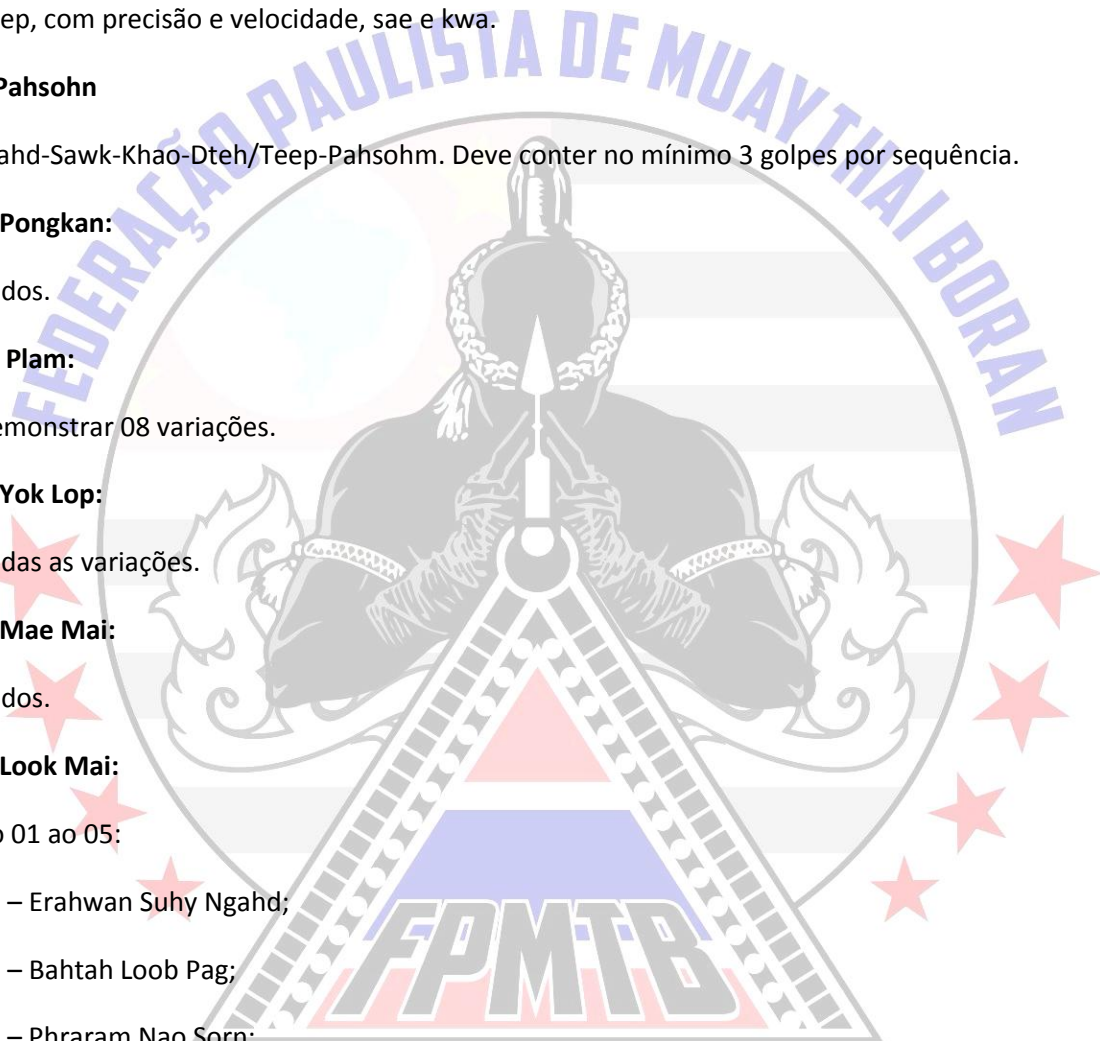 FEDERAÇÃO PAULISTA DE MUAYTHAI BORAN
ep, com precisão e velocidade, sae e kwa.
Pahsohn
ahd-Sawk-Khao-Dteh/Teep-Pahsohm. Deve conter no mínimo 3 golpes por sequência.
Pongkan:
dos.
Plam:
emonstrar 08 variações.
Yok Lop:
das as variações.
Mae Mai:
dos.
Look Mai:
o 01 ao 05:
– Erahwan Suhy Ngahd;
– Bahtah Loob Pag;
– Phraram Nao Sorn;
FPMTB